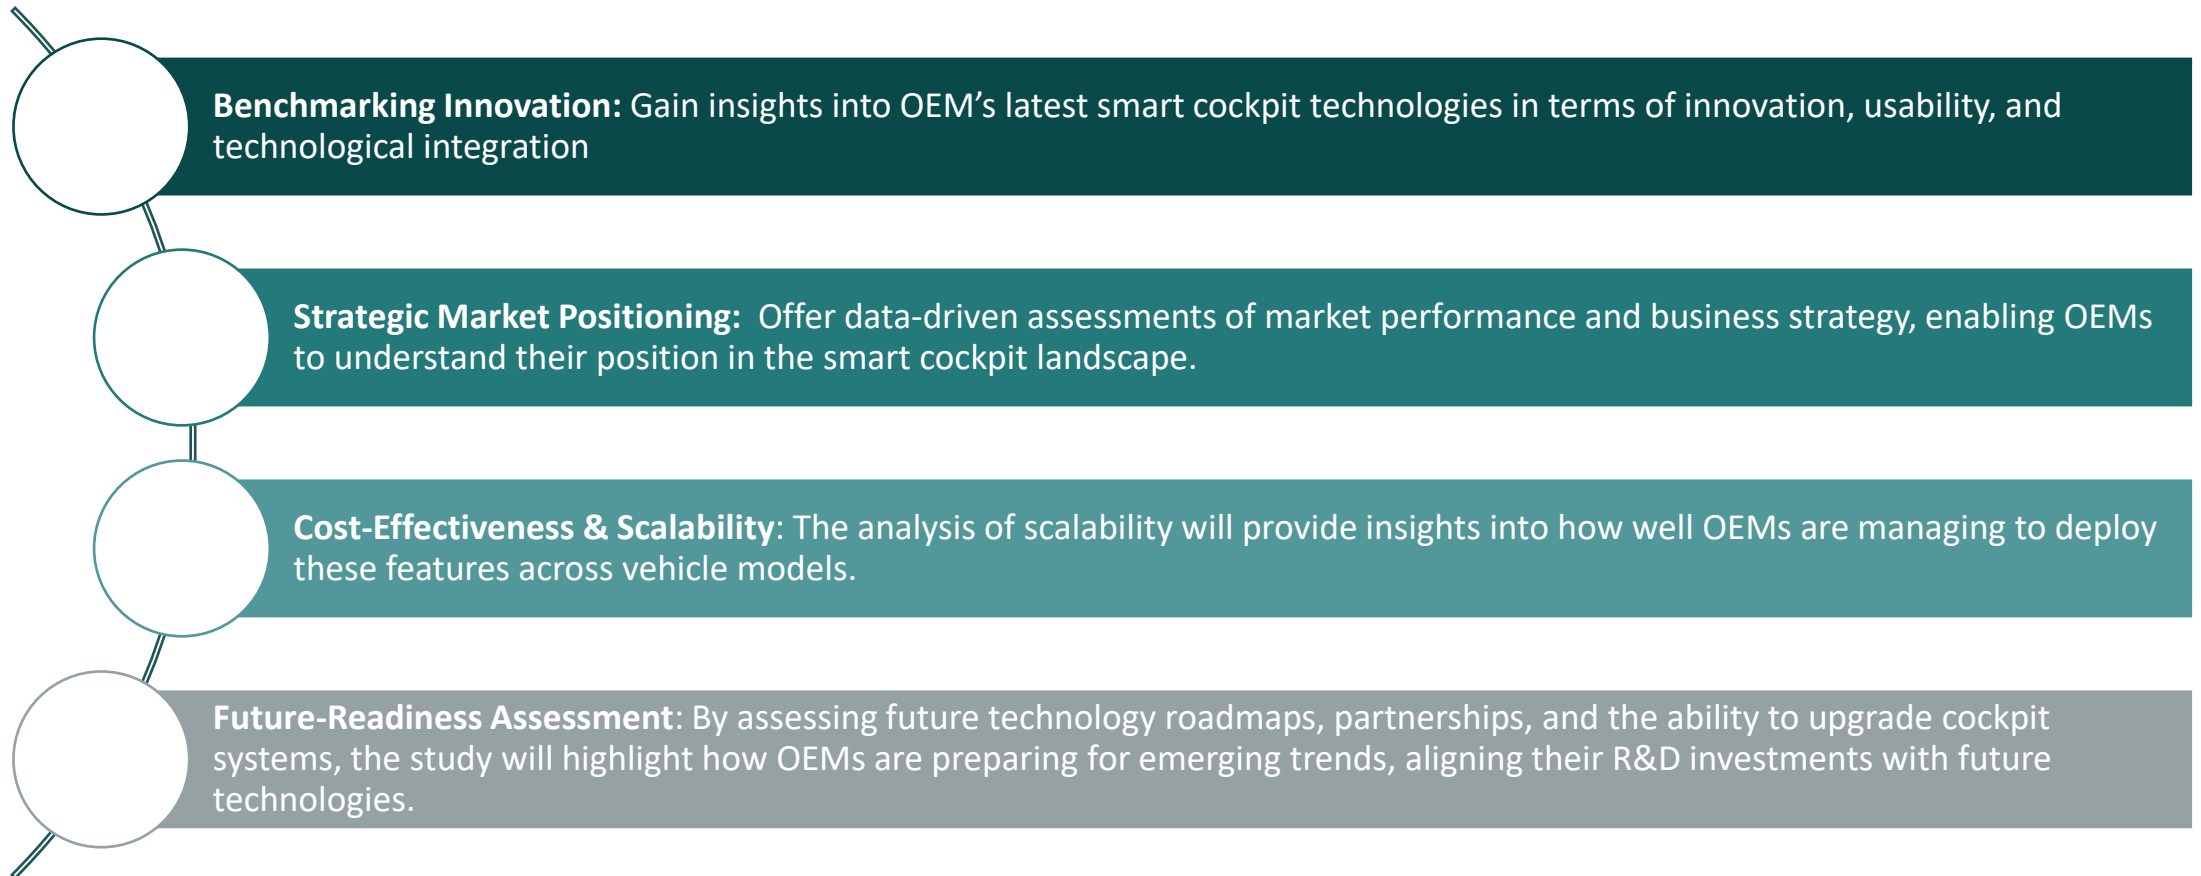 Benchmarking Innovation: Gain insights into OEM’s latest smart cockpit technologies in terms of innovation, usability, and
technological integration
Strategic Market Positioning:  Offer data-driven assessments of market performance and business strategy, enabling OEMs
to understand their position in the smart cockpit landscape.
Cost-Effectiveness & Scalability: The analysis of scalability will provide insights into how well OEMs are managing to deploy
these features across vehicle models.
Future-Readiness Assessment: By assessing future technology roadmaps, partnerships, and the ability to upgrade cockpit
systems, the study will highlight how OEMs are preparing for emerging trends, aligning their R&D investments with future
technologies.